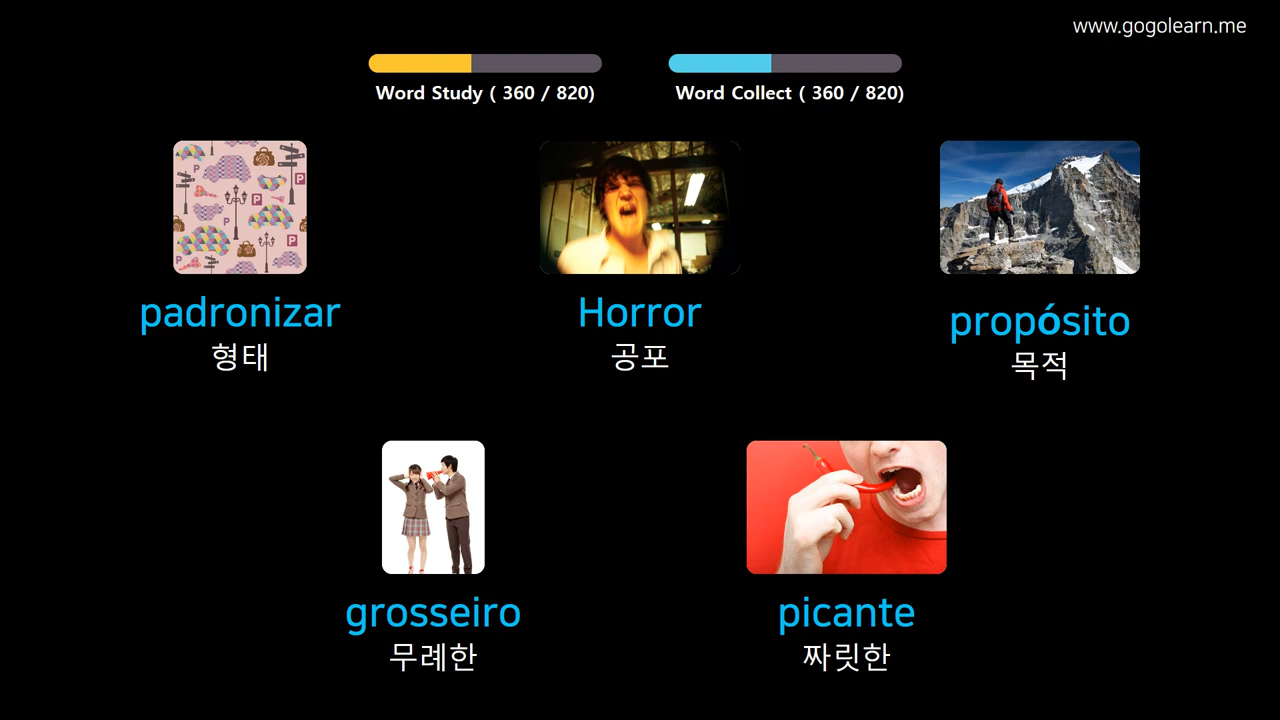 www.gogolearn.me
Word Study ( 360 / 820)
Word Collect ( 360 / 820)
padronizar
형태
Horror
공포
propósito
목적
grosseiro
무례한
picante
짜릿한